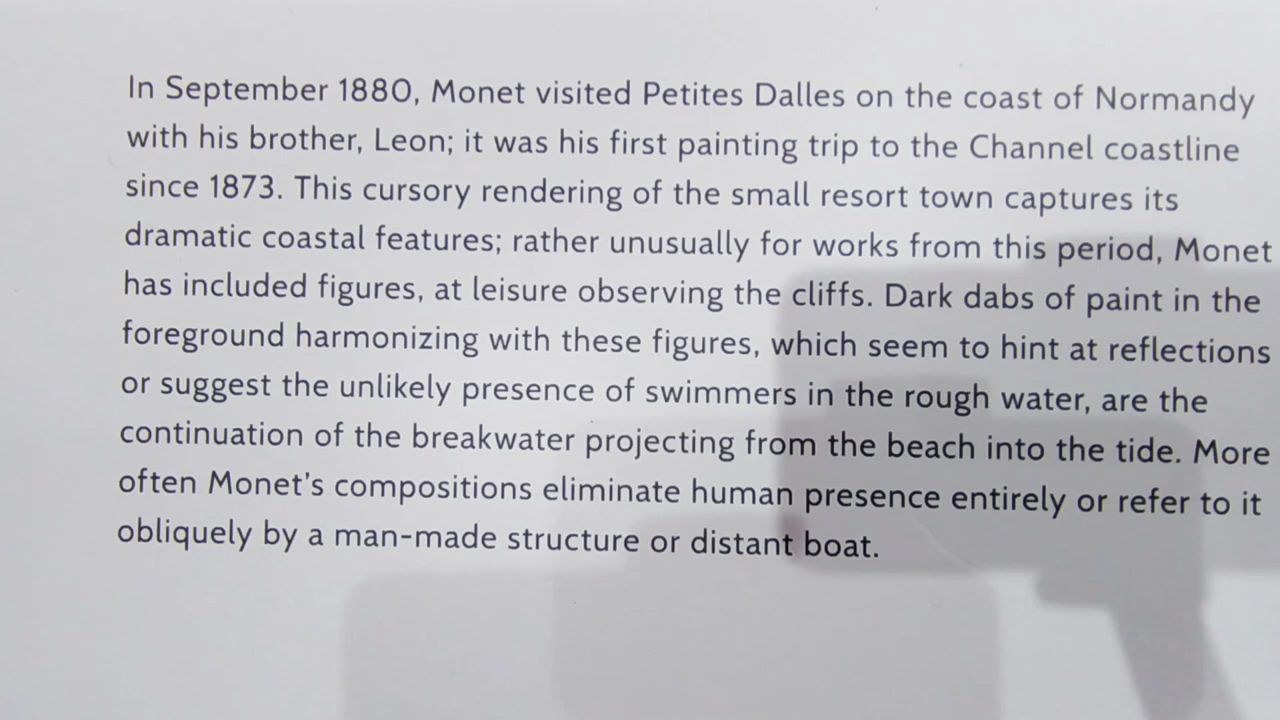 In September 1880, Monet visited Petites Dalles on the coast of Normandy
with his brother, Leon; it was his first painting trip to the Channel coastline
since 1873. This cursory rendering of the small resort town captures its
dramatic coastal features; rather unusually for works from this period, Monet
has included figures, at leisure observing the cliffs. Dark dabs of paint in the
foreground harmonizing with these figures, which seem to hint at reflections
or suggest the unlikely presence of swimmers in the rough water, are the
continuation of the breakwater projecting from the beach into the tide. More
often Monet's compositions eliminate human presence entirely or refer to it
obliquely by a man-made structure or distant boat.